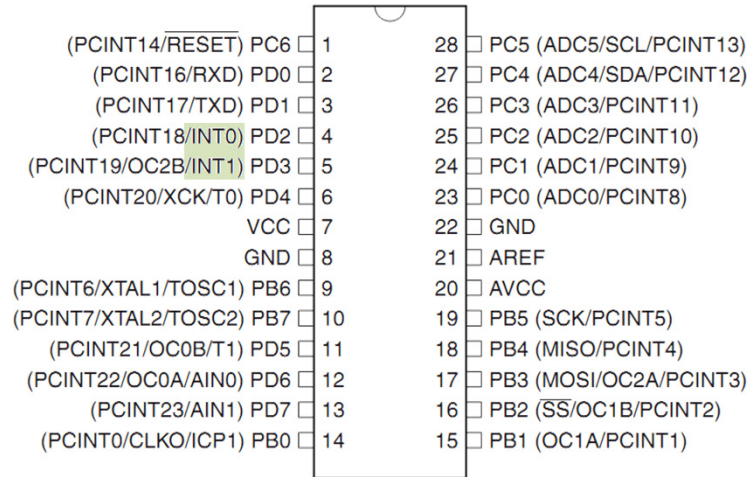 (PCINT14/RESET) PC6 1 28 PC5 (ADC5/SCL/PCINT13)
(PCINT16/RXD) PD0 2 27 PC4 (ADC4/SDA/PCINT12)
(PCINT17/TXD) PD1 3 26 PC3 (ADC3/PCINT11)
(PCINT18/INT0) PD2 4 25 PC2 (ADC2/PCINT10)
(PCINT19/OC2B/INT1) PD3 5 24 PC1 (ADC1/PCINT9)
(PCINT20/XCK/T0) PD4 6 23 PC0 (ADC0/PCINT8)
VCC 7 22 GND
GND 8 21 AREF
(PCINT6/XTAL1/TOSC1) PB6 9 20 AVCC
(PCINT7/XTAL2/TOSC2) PB7 10 19 PB5 (SCK/PCINT5)
(PCINT21/OC0B/T1) PD5 11 18 PB4 (MISO/PCINT4)
(PCINT22/OC0A/AIN0) PD6 12 17 PB3 (MOSI/OC2A/PCINT3)
(PCINT23/AIN1) PD7 13 16 PB2 (SS/OC1B/PCINT2)
(PCINT0/CLKO/ICP1) PB0 14 15 PB1 (OC1A/PCINT1)